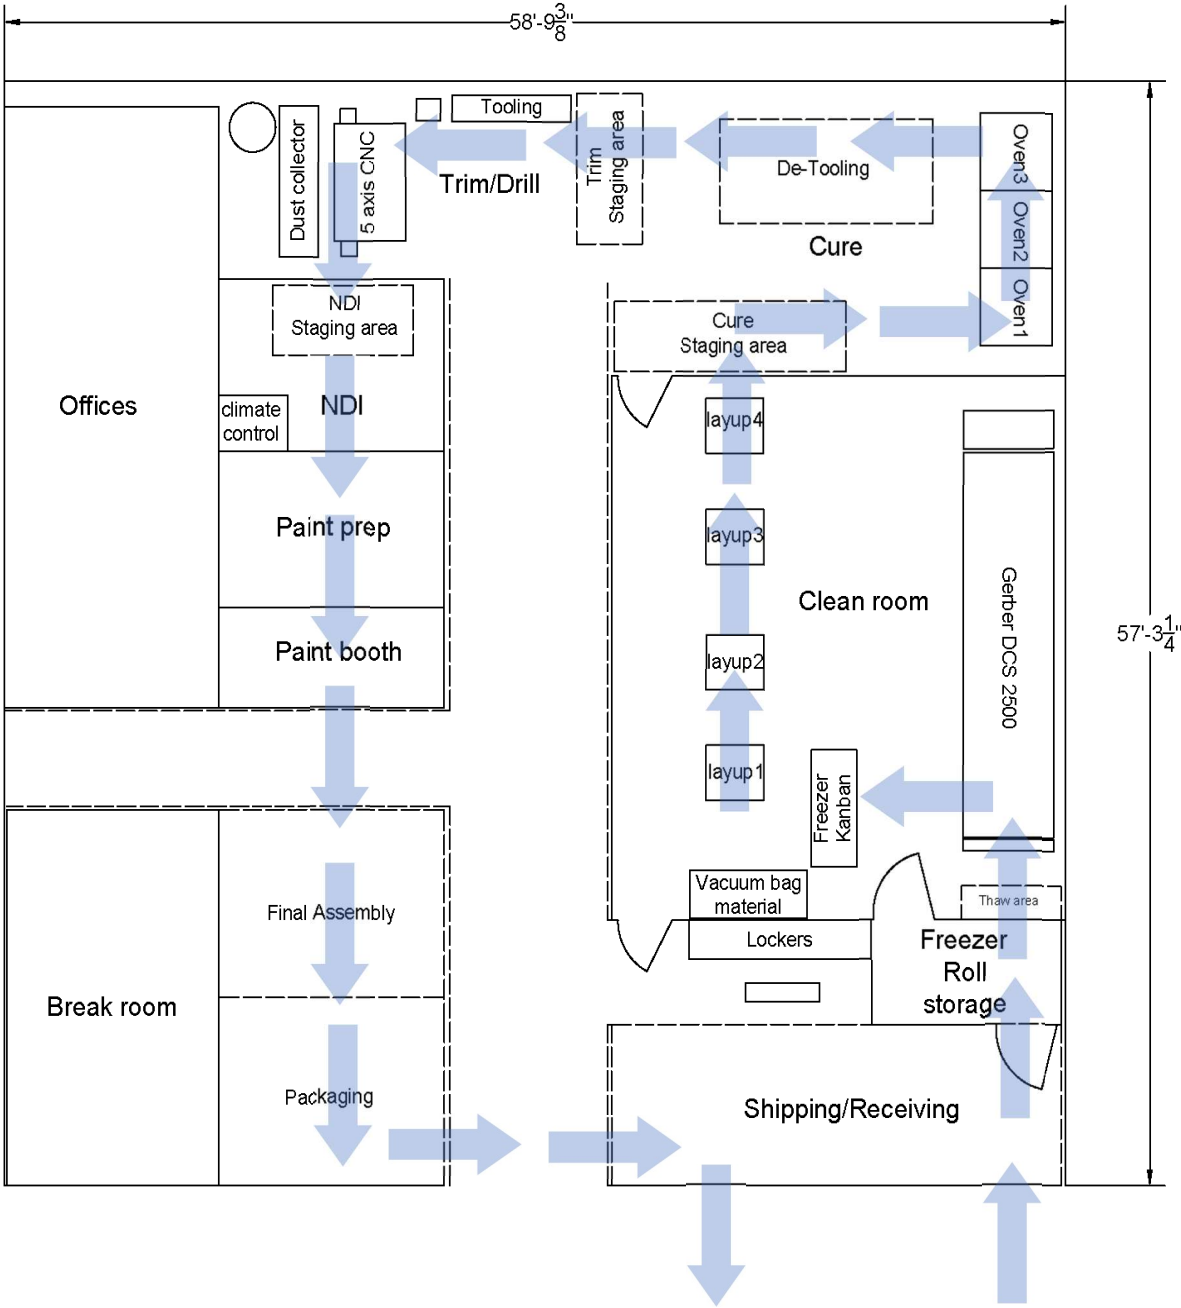 58'-9 3/8"
Tooling
Dust collector
5 axis CNC
Trim
Staging area
Trim/Drill
De-Tooling
Oven3
Oven2
Oven1
Cure
NDI
Staging area
Cure
Staging area
Offices
climate
control
NDI
layup4
Paint prep
layup3
Clean room
Gerber DCS 2500
57'-3 1/4"
Paint booth
layup2
layup1
Freezer
Kanban
Vacuum bag
material
Thaw area
Final Assembly
Lockers
Freezer
Roll
storage
Break room
Packaging
Shipping/Receiving